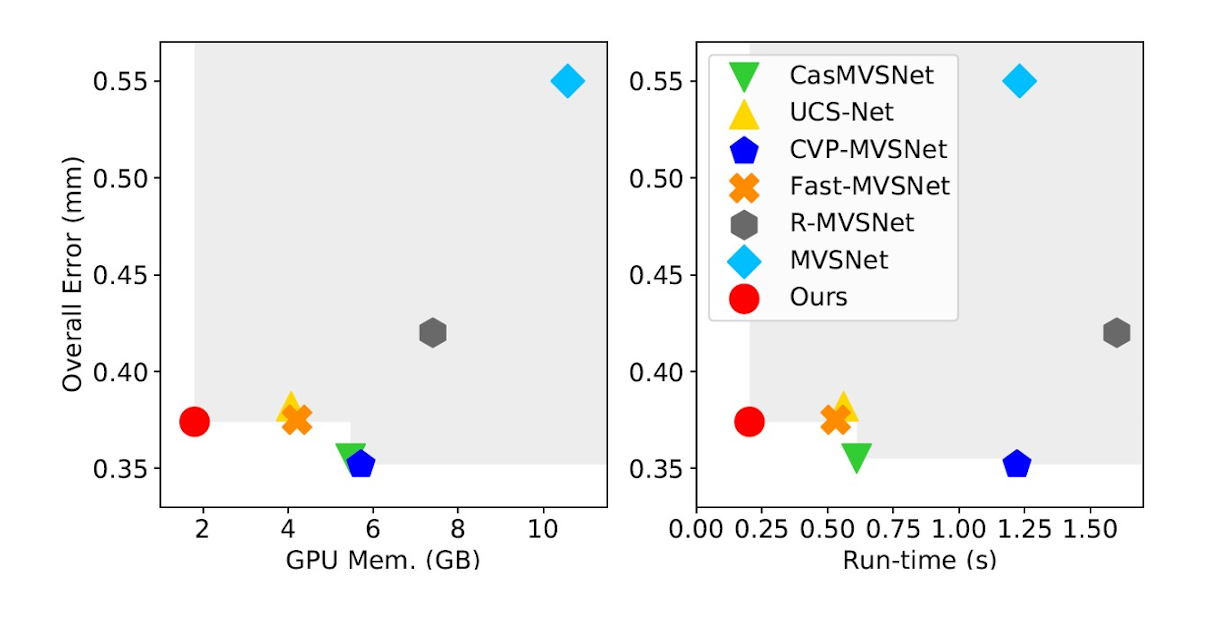 Overall Error (mm)
0.55
0.50
0.45
0.40
0.35
2 4 6 8 10
GPU Mem. (GB)
0.55
0.50
0.45
0.40
0.35
CasMVSNet
UCS-Net
CVP-MVSNet
Fast-MVSNet
R-MVSNet
MVSNet
Ours
0.00 0.25 0.50 0.75 1.00 1.25 1.50
Run-time (s)